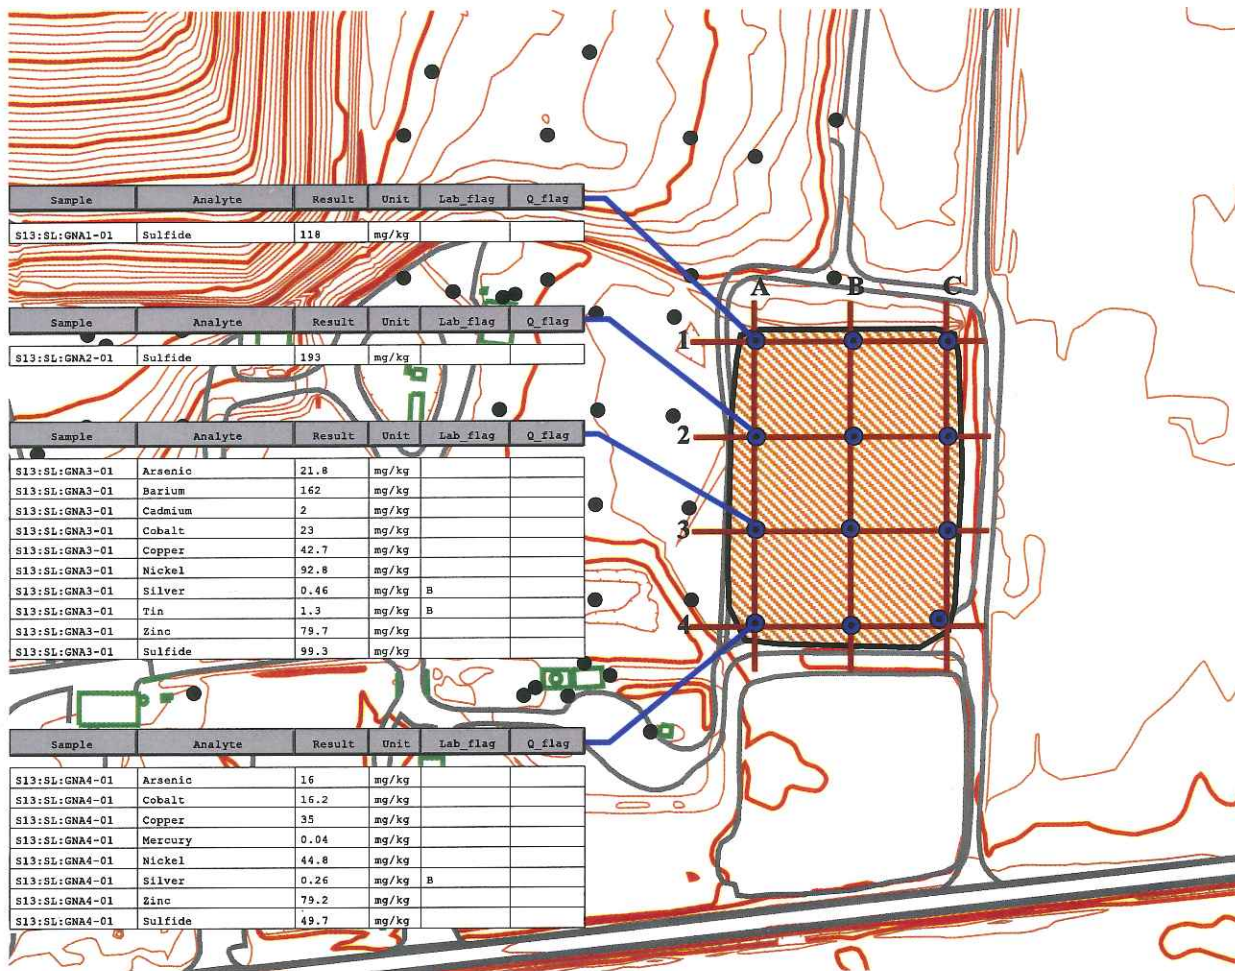 Sample Analyte Result Unit Lab_flag Q_flag
S13:SL:GNA1-01 Sulfide 118 mg/kg
A B C
Sample Analyte Result Unit Lab_flag Q_flag
1
S13:SL:GNA2-01 Sulfide 193 mg/kg
2
Sample Analyte Result Unit Lab_flag Q_flag
S13:SL:GNA3-01 Arsenic 21.8 mg/kg
S13:SL:GNA3-01 Barium 162 mg/kg
S13:SL:GNA3-01 Cadmium 2 mg/kg
S13:SL:GNA3-01 Cobalt 23 mg/kg
3
S13:SL:GNA3-01 Copper 42.7 mg/kg
S13:SL:GNA3-01 Nickel 92.8 mg/kg
S13:SL:GNA3-01 Silver 0.46 mg/kg B
S13:SL:GNA3-01 Tin 1.3 mg/kg B
4
S13:SL:GNA3-01 Zinc 79.7 mg/kg
S13:SL:GNA3-01 Sulfide 99.3 mg/kg
Sample Analyte Result Unit Lab_flag Q_flag
S13:SL:GNA4-01 Arsenic 16 mg/kg
S13:SL:GNA4-01 Cobalt 16.2 mg/kg
S13:SL:GNA4-01 Copper 35 mg/kg
S13:SL:GNA4-01 Mercury 0.04 mg/kg
S13:SL:GNA4-01 Nickel 44.8 mg/kg
S13:SL:GNA4-01 Silver 0.26 mg/kg B
S13:SL:GNA4-01 Zinc 79.2 mg/kg
S13:SL:GNA4-01 Sulfide 49.7 mg/kg